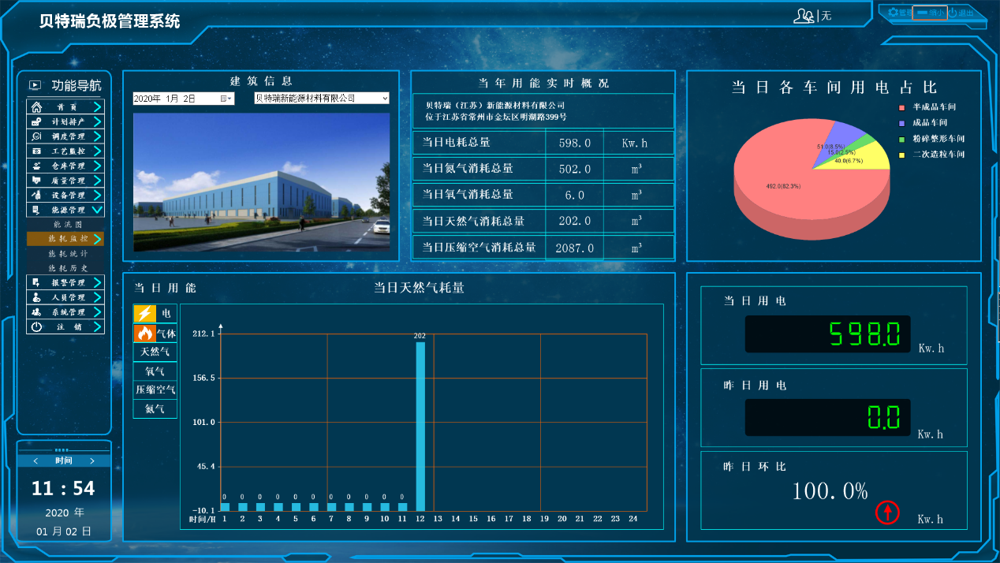 贝特瑞负极管理系统
无
管理
缩小
退出
功能导航
首 页
计划排产
调度管理
工艺监控
仓库管理
质量管理
设备管理
能源管理
能 流 图
能耗监控
能耗统计
能耗历史
报警管理
人员管理
系统管理
注 销
< 时间 >
11 : 54
2020 年
01 月 02 日
建 筑 信 息
2020年 1月 2日
贝特瑞新能源材料有限公司
当年用能实时概况
贝特瑞（江苏）新能源材料有限公司
位于江苏省常州市金坛区明湖路399号
当日电耗总量 598.0 Kw.h
当日氮气消耗总量 502.0 m³
当日氧气消耗总量 6.0 m³
当日天然气消耗总量 202.0 m³
当日压缩空气消耗总量 2087.0 m³
当日各车间用电占比
半成品车间
成品车间
粉碎整形车间
二次造粒车间
51.0(8.5%)
15.0(2.5%)
40.0(6.7%)
492.0(82.3%)
当 日 用 能
当日天然气耗量
电
气体
天然气
氧气
压缩空气
氮气
212.1
156.5
101.0
45.4
-10.1
202
0 0 0 0 0 0 0 0 0 0 0
时间/H 1 2 3 4 5 6 7 8 9 10 11 12 13 14 15 16 17 18 19 20 21 22 23 24
当 日 用 电
598.0 Kw.h
昨 日 用 电
0.0 Kw.h
昨 日 环 比
100.0%
Kw.h